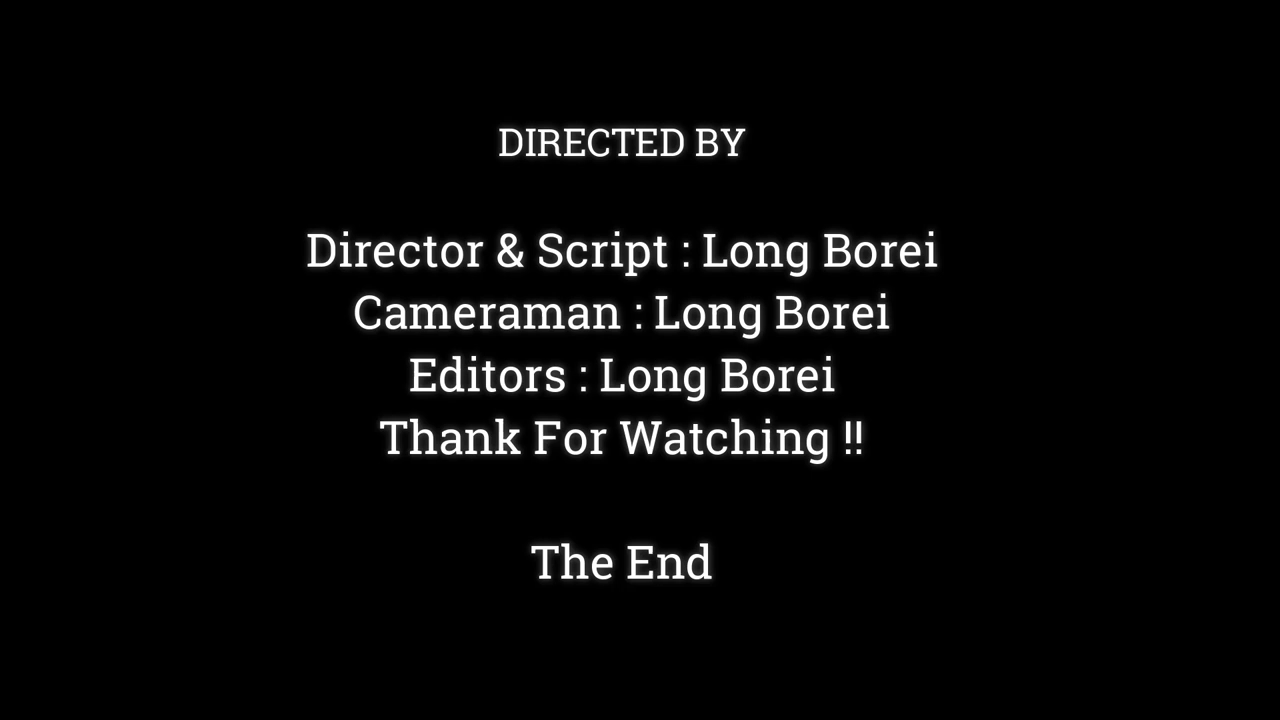 DIRECTED BY
Director & Script : Long Borei
Cameraman : Long Borei
Editors : Long Borei
Thank For Watching !!
The End